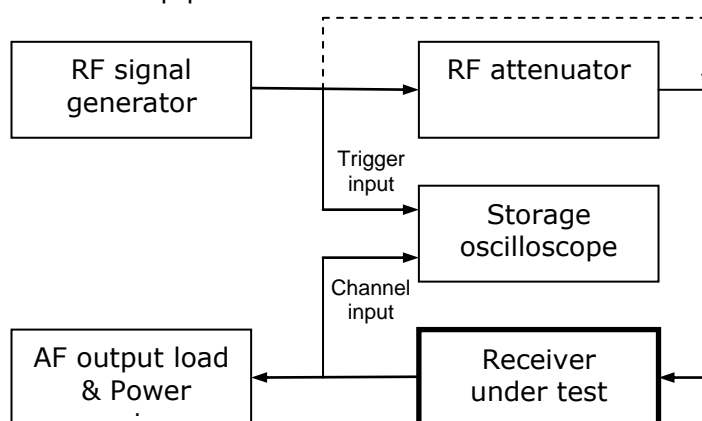 RF signal
generator
RF attenuator
Trigger
input
Storage
oscilloscope
Channel
input
AF output load
& Power
Receiver
under test